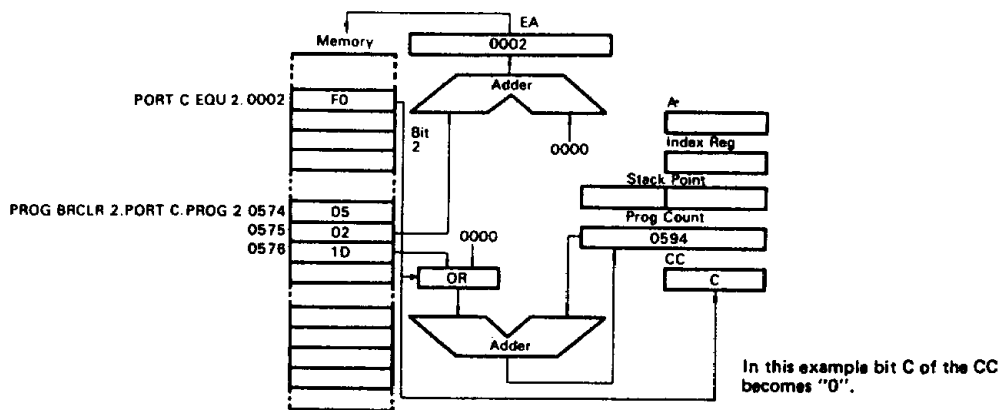 EA
Memory
0002
Adder
PORT C EQU 2. 0002
F0
Bit
2
0000
A
Index Reg
Stack Point
PROG BRCLR 2.PORT C.PROG 2 0574
05
Prog Count
0575
02
0000
0594
0576
1D
CC
OR
C
Adder
In this example bit C of the CC
becomes "0".